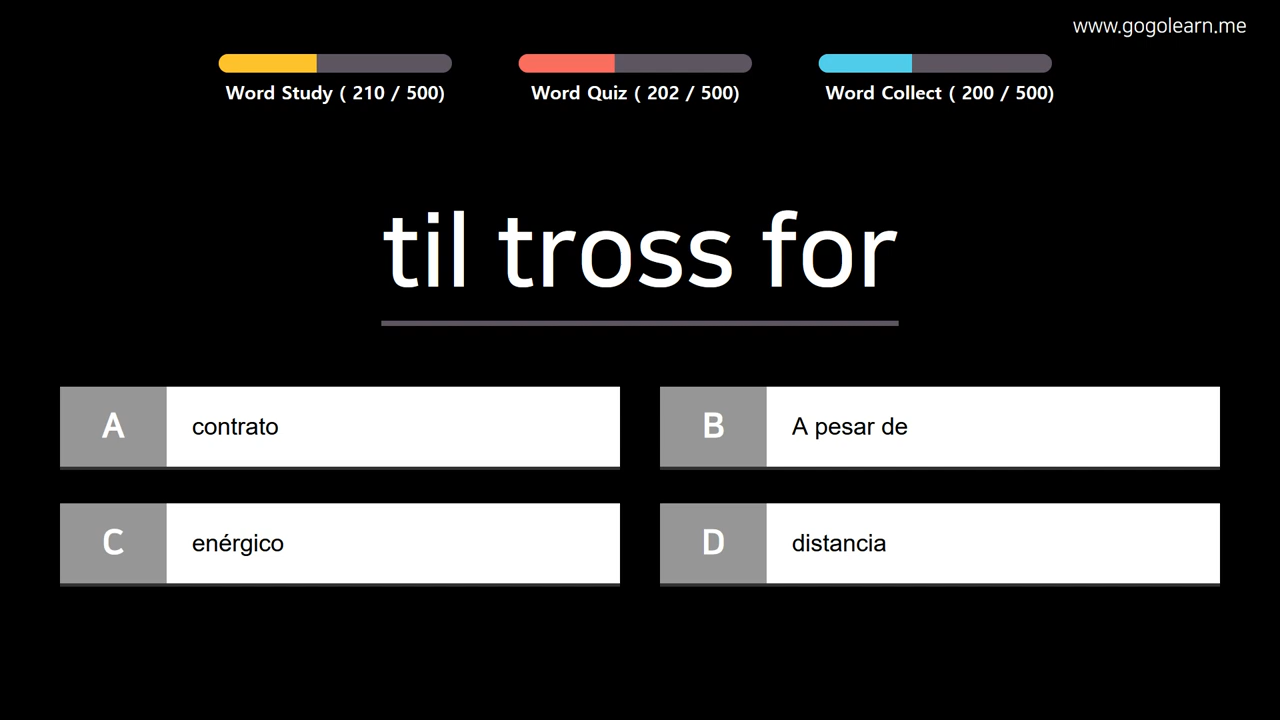 www.gogolearn.me
Word Study ( 210 / 500)
Word Quiz ( 202 / 500)
Word Collect ( 200 / 500)
til tross for
A contrato
B A pesar de
C enérgico
D distancia